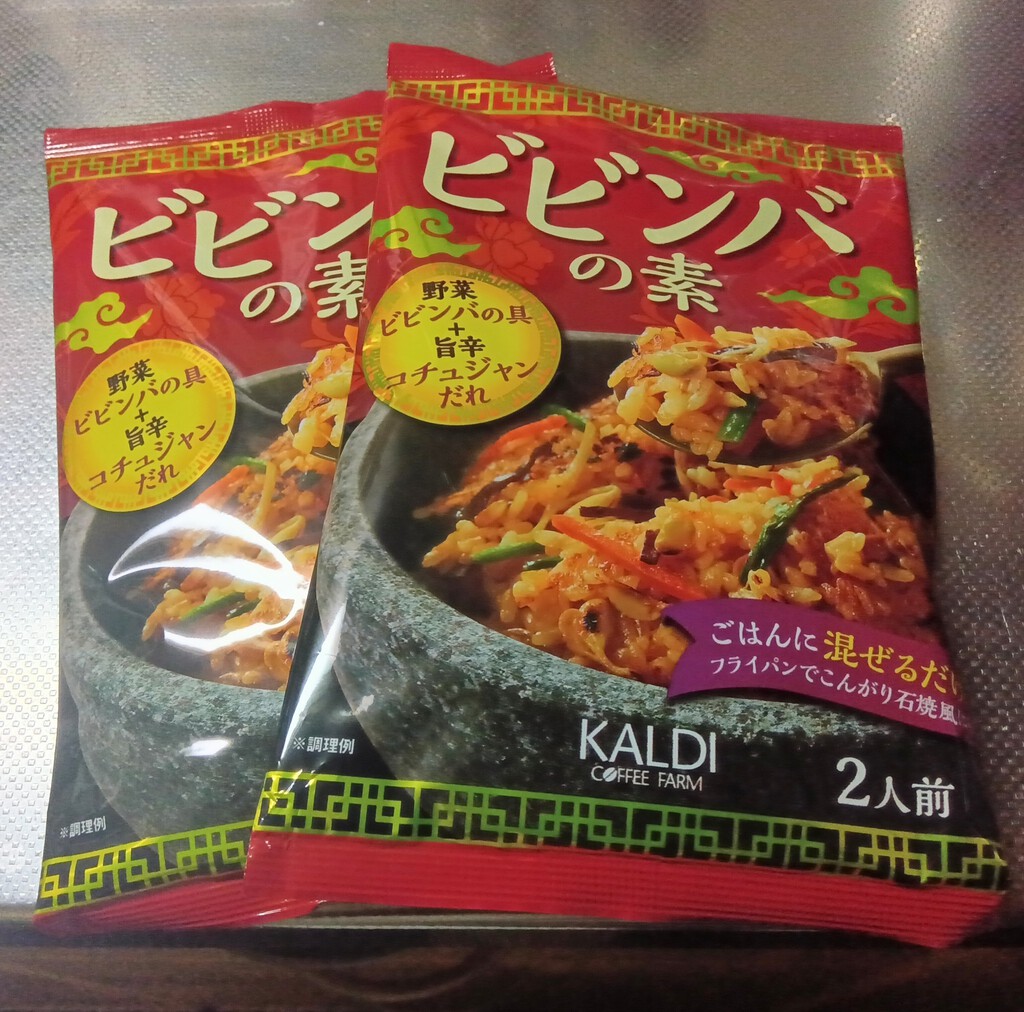 ビビンバ
の素
野菜
ビビンバの具
+
旨辛
コチュジャン
だれ
ごはんに混ぜるだけ
フライパンでこんがり石焼風
※調理例
KALDI
COFFEE FARM
2人前
ビビン
の素
野菜
ビビンバの具
+
旨辛
コチュジャン
だれ
※調理例